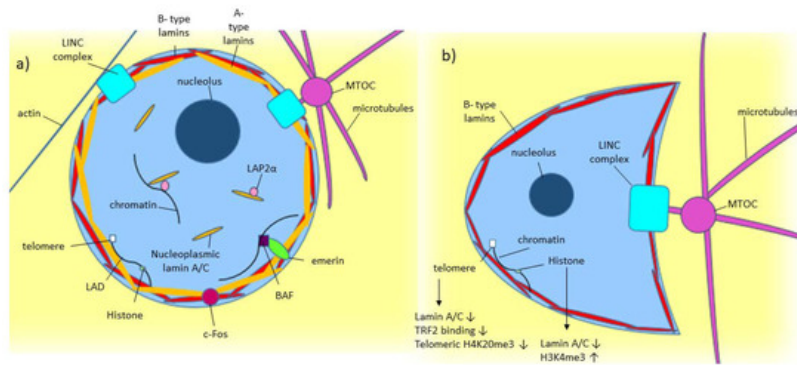 a)
LINC
complex
B- type
lamins
A-
type
lamins
MTOC
microtubules
nucleolus
actin
LAP2α
chromatin
telomere
Nucleoplasmic
lamin A/C
emerin
LAD
Histone
BAF
c-Fos
b)
B- type
lamins
microtubules
LINC
complex
nucleolus
MTOC
chromatin
Histone
telomere
Lamin A/C ↓
TRF2 binding ↓
Telomeric H4K20me3 ↓
Lamin A/C ↓
H3K4me3 ↑